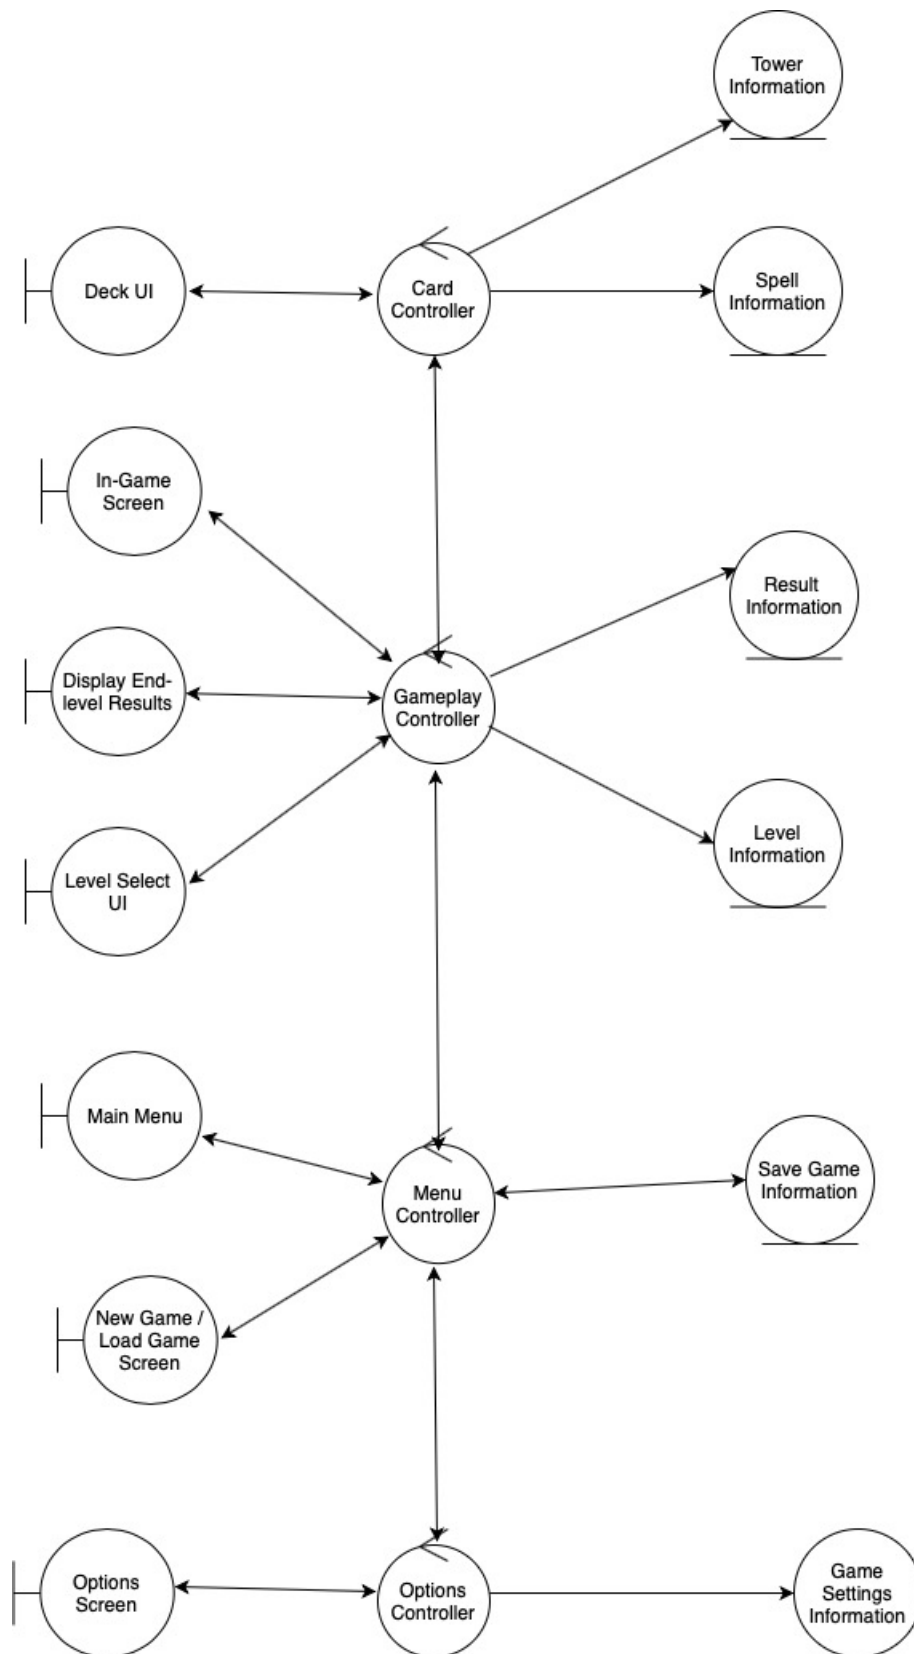 Tower
Information
Deck UI
Card
Controller
Spell
Information
In-Game
Screen
Result
Information
Display End-
level Results
Gameplay
Controller
Level
Information
Level Select
UI
Main Menu
Menu
Controller
Save Game
Information
New Game /
Load Game
Screen
Options
Screen
Options
Controller
Game
Settings
Information